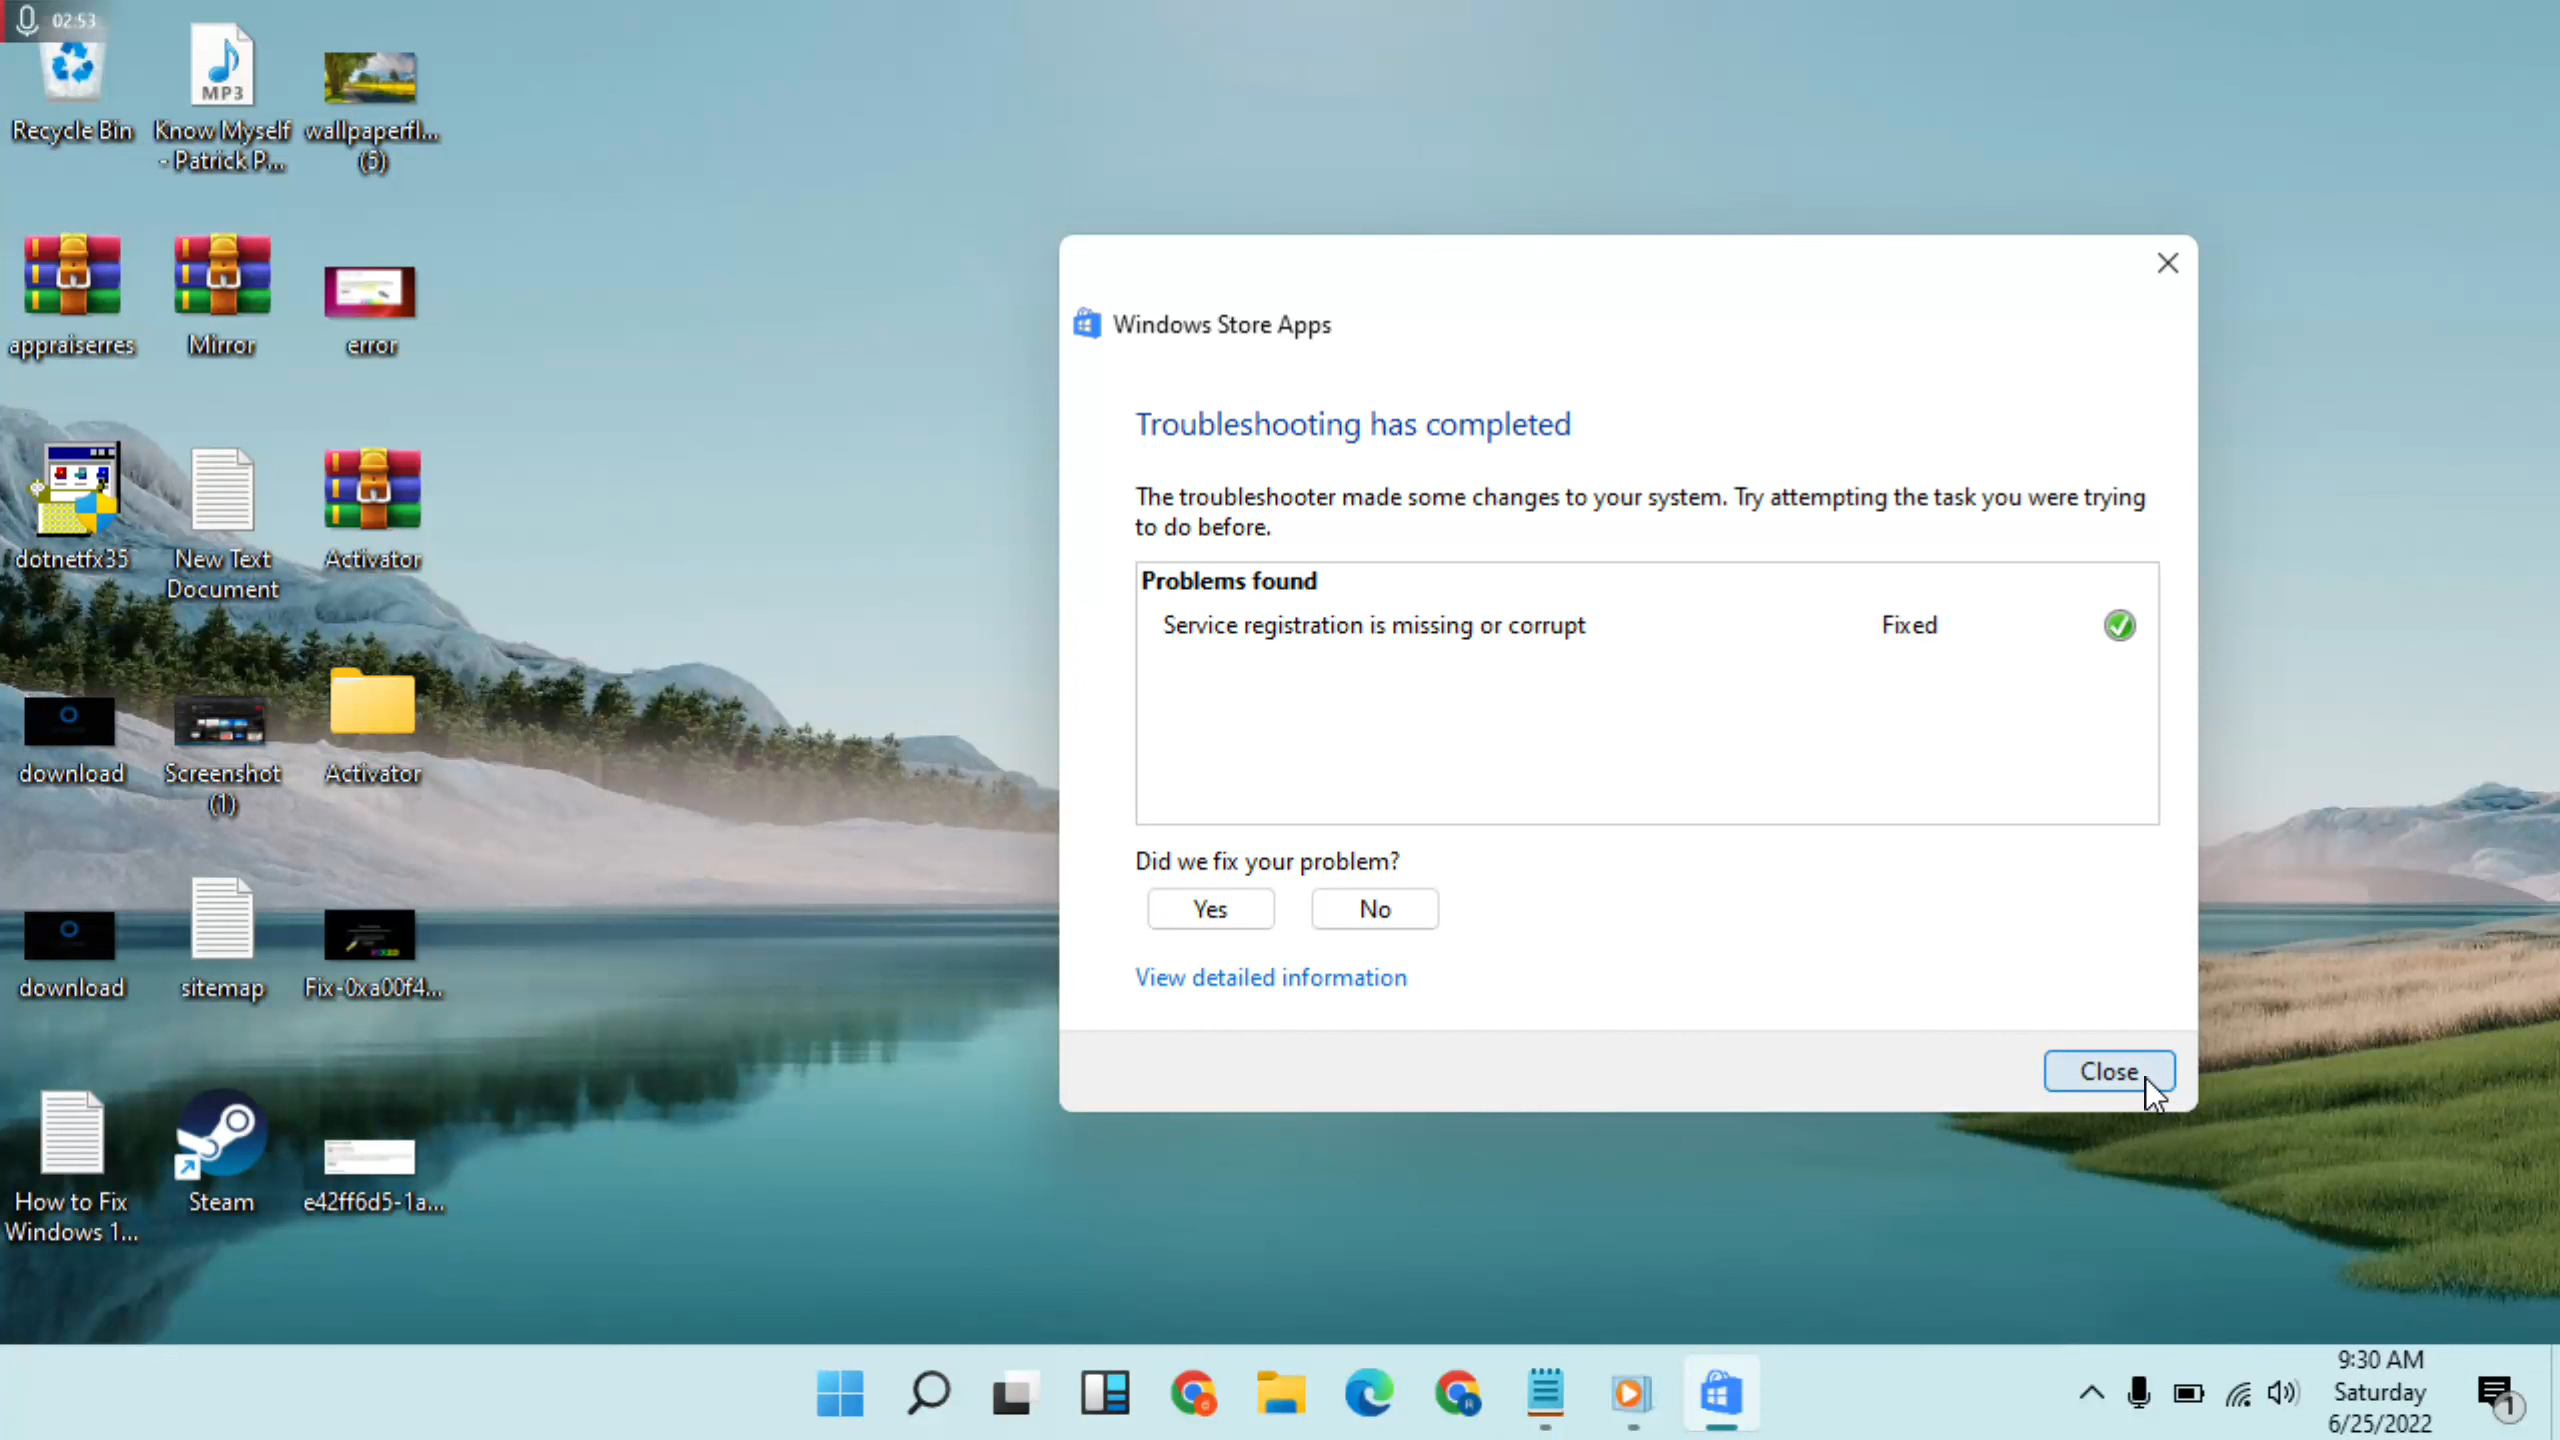 02:53
MP3
Recycle Bin
Know Myself
- Patrick P...
wallpaperfl...
(5)
appraiserres
Mirror
error
dotnetfx35
New Text
Document
Activator
download
Screenshot
(1)
Activator
download
sitemap
Fix-0xa00f4...
How to Fix
Windows 1...
Steam
e42ff6d5-1a...
Windows Store Apps
Troubleshooting has completed
The troubleshooter made some changes to your system. Try attempting the task you were trying
to do before.
Problems found
Service registration is missing or corrupt Fixed
Did we fix your problem?
Yes No
View detailed information
Close
9:30 AM
Saturday
6/25/2022
1